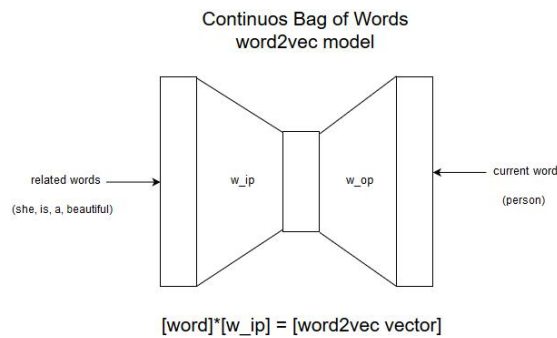 Continuos Bag of Words
word2vec model
related words
(she, is, a, beautiful)
w_ip
w_op
current word
(person)
[word]*[w_ip] = [word2vec vector]